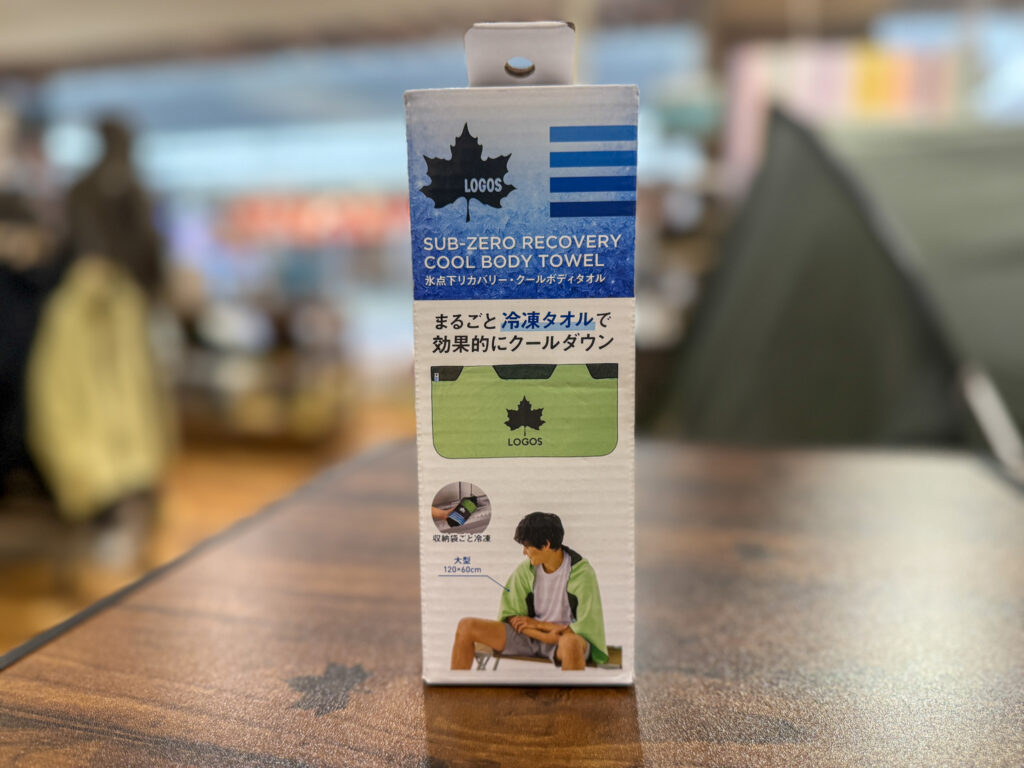 LOGOS
SUB-ZERO RECOVERY
COOL BODY TOWEL
氷点下リカバリー・クールボディタオル
まるごと冷凍タオルで
効果的にクールダウン
LOGOS
収納袋ごと冷凍
大型
120×60cm